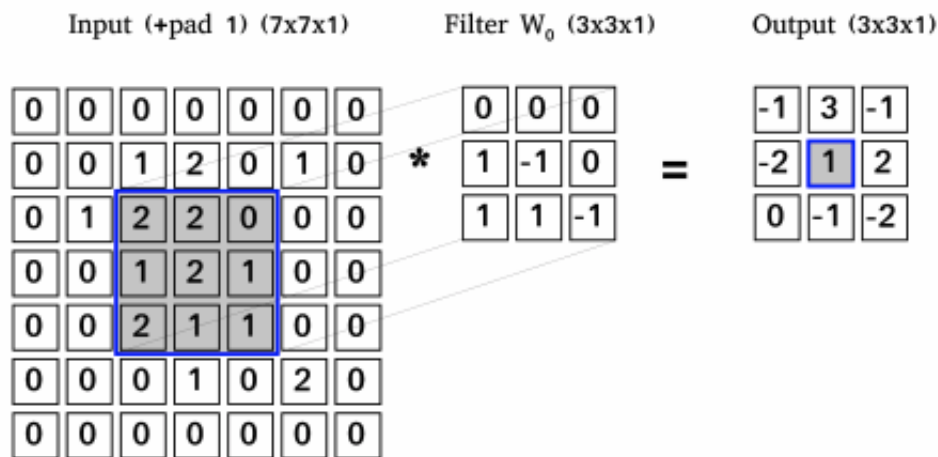 Input (+pad 1) (7x7x1) Filter W₀ (3x3x1) Output (3x3x1)
0 0 0 0 0 0 0 0 0 0 -1 3 -1
0 0 1 2 0 1 0 * 1 -1 0 = -2 1 2
0 1 2 2 0 0 0 1 1 -1 0 -1 -2
0 0 1 2 1 0 0
0 0 2 1 1 0 0
0 0 0 1 0 2 0
0 0 0 0 0 0 0